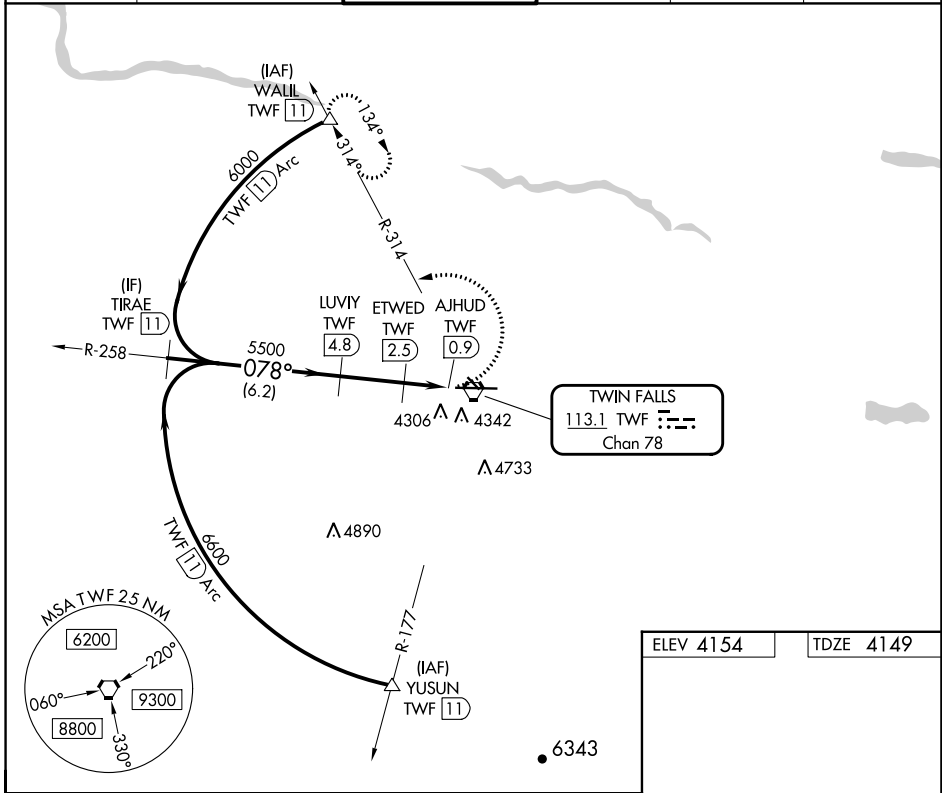 (IAF)
WALIL
TWF 11
134°
314°
6000
TWF 11 Arc
R-314
(IF)
TIRAE
TWF 11
LUVIY
TWF
4.8
ETWED
TWF
2.5
AJHUD
TWF
0.9
R-258
5500
078°
(6.2)
4306
4342
TWIN FALLS
113.1 TWF
Chan 78
4733
4890
6600
TWF 11 Arc
R-177
MSA TWF 25 NM
6200
220°
060°
9300
8800
330°
(IAF)
YUSUN
TWF 11
ELEV 4154
TDZE 4149
6343